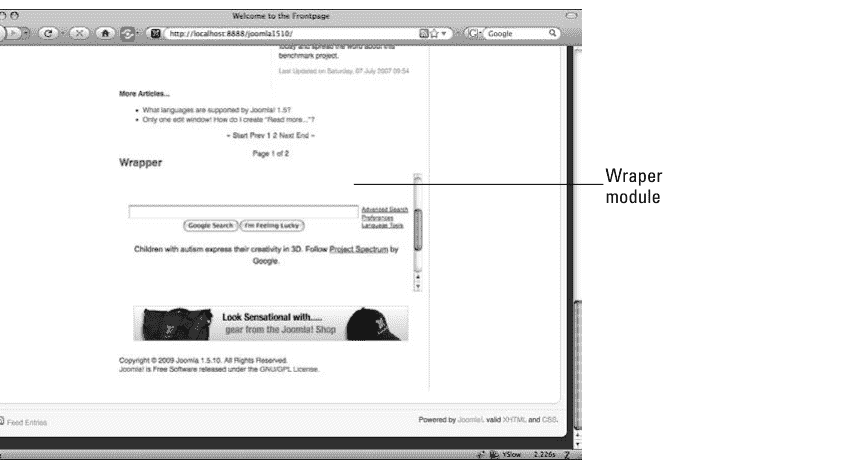 Welcome to the Frontpage
http://localhost:8888/joomla1510/
Google
today and spread the word about this
benchmark project.
Last Updated on Saturday, 07 July 2007 09:54
More Articles...
What languages are supported by Joomla! 1.5?
Only one edit window! How do I create "Read more..."?
« Start Prev 1 2 Next End »
Page 1 of 2
Wrapper
Wraper
module
Advanced Search
Preferences
Language Tools
Google Search I'm Feeling Lucky
Children with autism express their creativity in 3D. Follow Project Spectrum by
Google.
Look Sensational with.....
gear from the Joomla! Shop
Copyright © 2009 Joomla 1.5.10. All Rights Reserved.
Joomla! is Free Software released under the GNU/GPL License.
Feed Entries
Powered by Joomla!. valid XHTML and CSS.
YSlow 2.226s